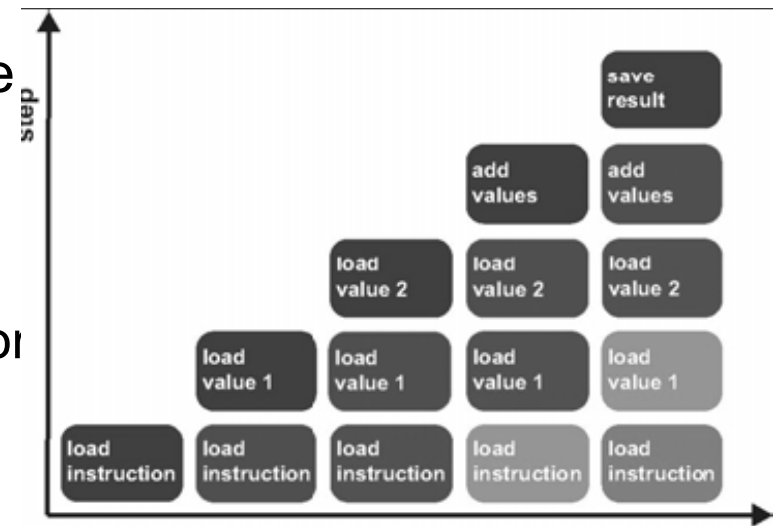 e
step
or
save
result
add
values
add
values
load
value 2
load
value 2
load
value 2
load
value 1
load
value 1
load
value 1
load
value 1
load
instruction
load
instruction
load
instruction
load
instruction
load
instruction